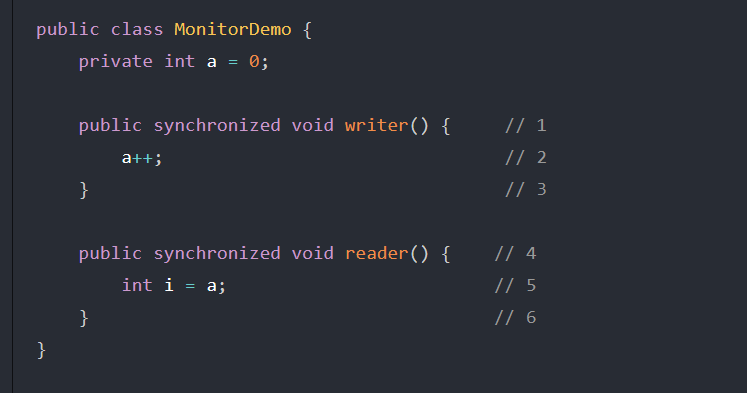 public class MonitorDemo {
private int a = 0;
public synchronized void writer() { // 1
a++; // 2
} // 3
public synchronized void reader() { // 4
int i = a; // 5
} // 6
}